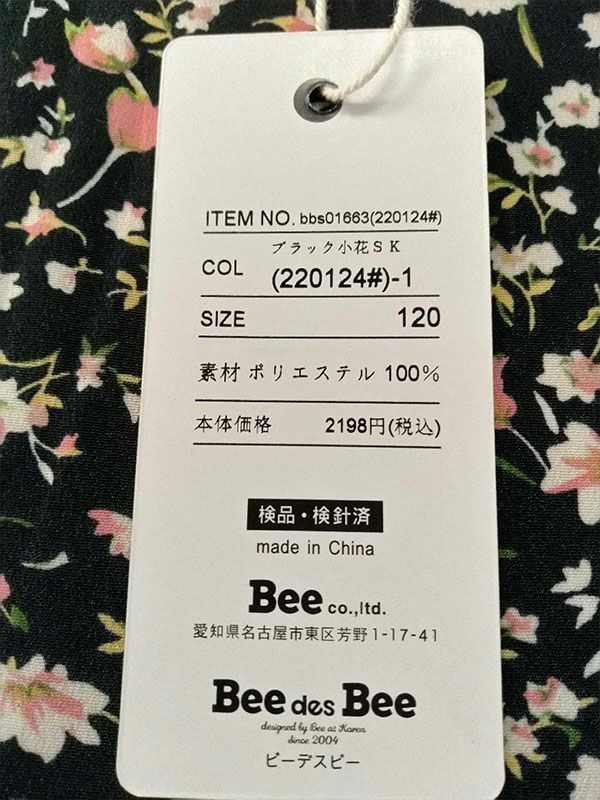 ITEM NO. bbs01663(220124#)
ブラック小花SK
COL (220124#)-1
SIZE 120
素材 ポリエステル 100%
本体価格 2198円(税込)
検品・検針済
made in China
Bee co.,ltd.
愛知県名古屋市東区芳野1-17-41
Bee des Bee
designed by Bee at Korea
since 2004
ビーデスビー